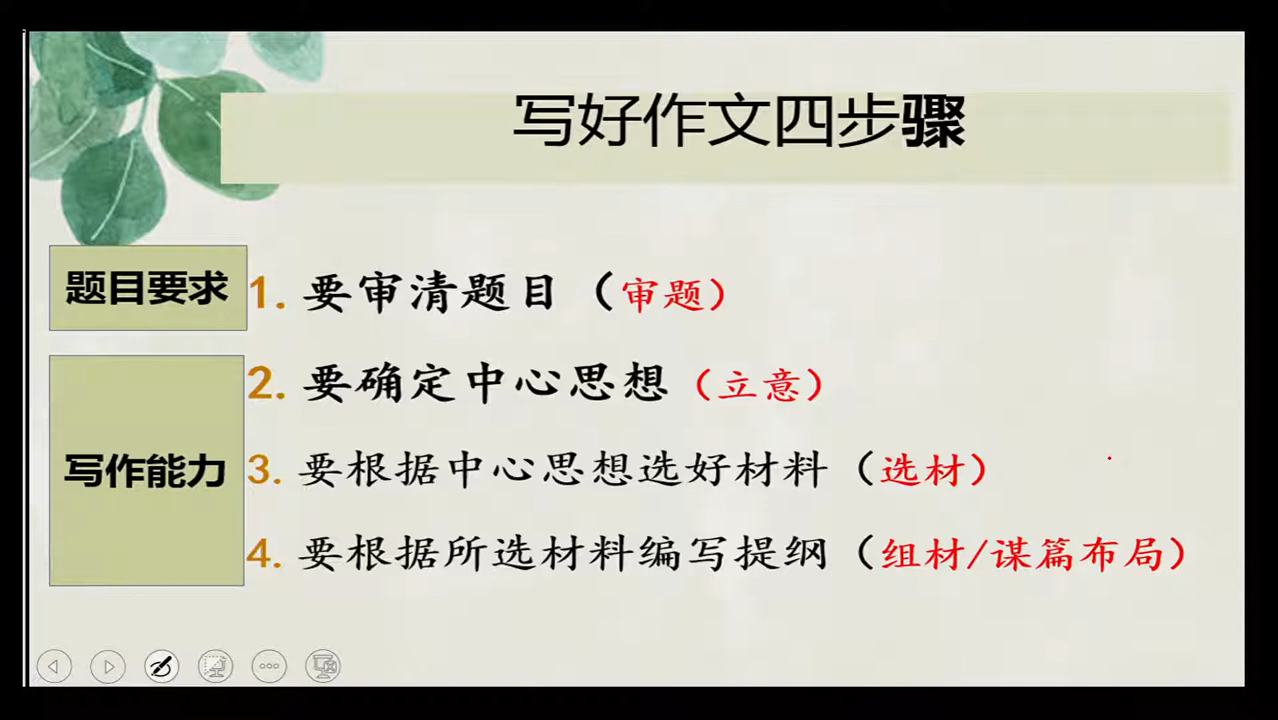 写好作文四步骤
题目要求
1. 要审清题目（审题）
写作能力
2. 要确定中心思想（立意）
3. 要根据中心思想选好材料（选材）
4. 要根据所选材料编写提纲（组材/谋篇布局）